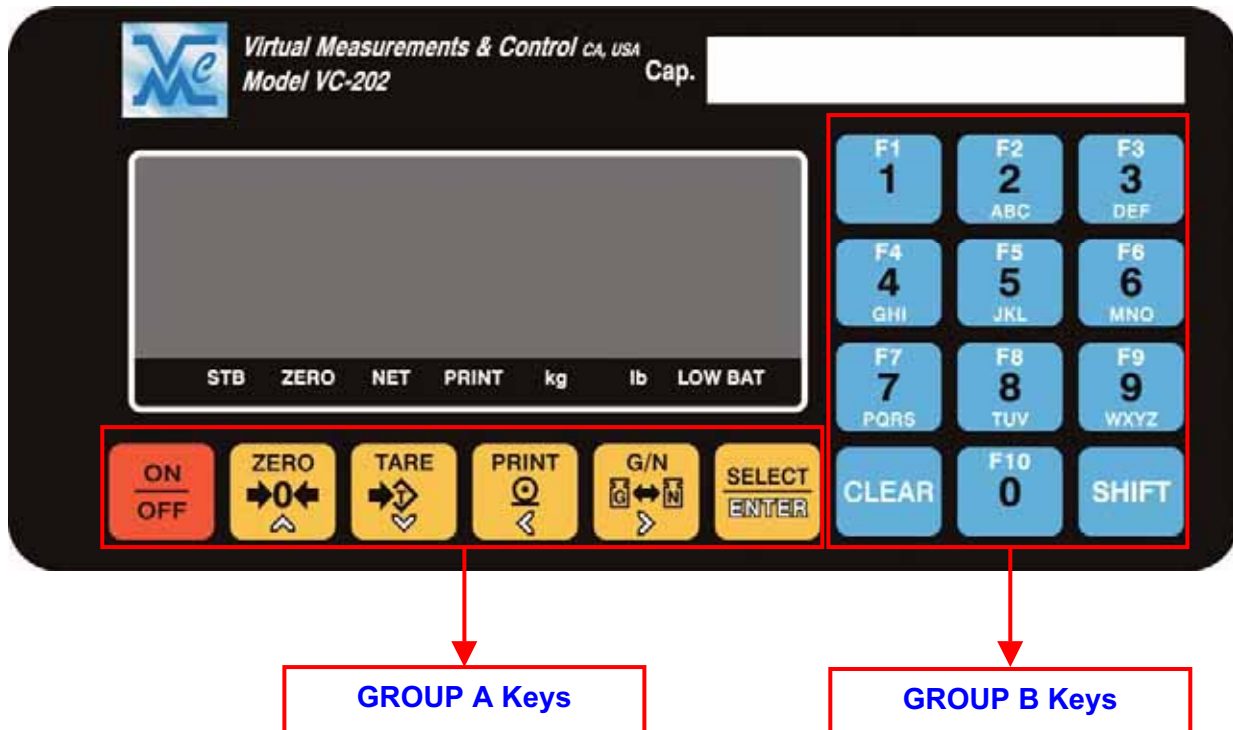 VMC
Virtual Measurements & Control CA, USA
Model VC-202
Cap.
STB ZERO NET PRINT kg lb LOW BAT
ON
OFF
ZERO
0
TARE
T
PRINT
G/N
G N
SELECT
ENTER
F1
1
F2
2
ABC
F3
3
DEF
F4
4
GHI
F5
5
JKL
F6
6
MNO
F7
7
PQRS
F8
8
TUV
F9
9
WXYZ
CLEAR
F10
0
SHIFT
GROUP A Keys
GROUP B Keys